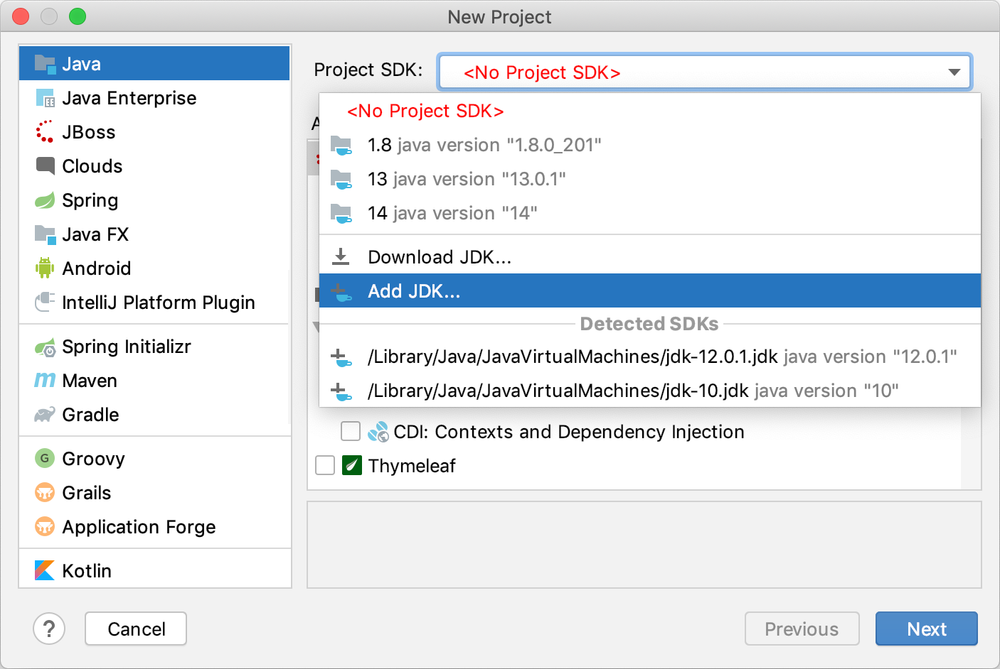 New Project
Java
Java Enterprise
JBoss
Clouds
Spring
Java FX
Android
IntelliJ Platform Plugin
Spring Initializr
Maven
Gradle
G Groovy
Grails
Application Forge
Kotlin
Project SDK:
<No Project SDK>
<No Project SDK>
1.8 java version "1.8.0_201"
13 java version "13.0.1"
14 java version "14"
Download JDK...
Add JDK...
Detected SDKs
/Library/Java/JavaVirtualMachines/jdk-12.0.1.jdk java version "12.0.1"
/Library/Java/JavaVirtualMachines/jdk-10.jdk java version "10"
CDI: Contexts and Dependency Injection
Thymeleaf
?
Cancel
Previous
Next